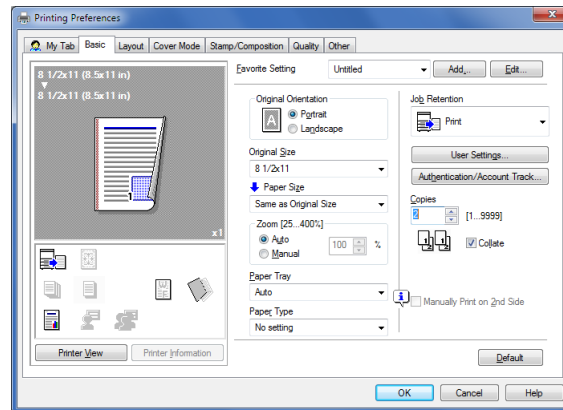 Printing Preferences
My Tab Basic Layout Cover Mode Stamp/Composition Quality Other
8 1/2x11 (8.5x11 in)
8 1/2x11 (8.5x11 in)
1
x1
Printer View Printer Information
Favorite Setting Untitled Add... Edit...
Original Orientation
A Portrait
Landscape
Original Size
8 1/2x11
Paper Size
Same as Original Size
Zoom [25...400%]
Auto
Manual
100 %
Paper Tray
Auto
Paper Type
No setting
Job Retention
Print
User Settings...
Authentication/Account Track...
Copies
2 [1...9999]
Collate
Manually Print on 2nd Side
Default
OK Cancel Help